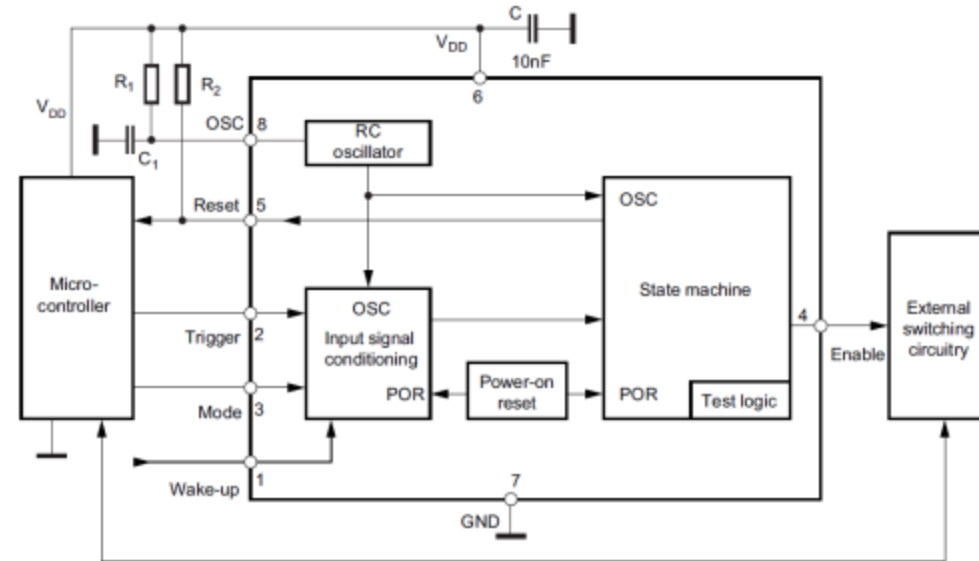 C
V_DD
10nF
R₁
R₂
V_DD
6
OSC
8
RC
oscillator
C₁
Reset
5
OSC
Micro-
controller
OSC
State machine
4
External
switching
circuitry
Trigger
2
Input signal
conditioning
Enable
POR
Power-on
reset
POR
Test logic
Mode
3
Wake-up
1
7
GND